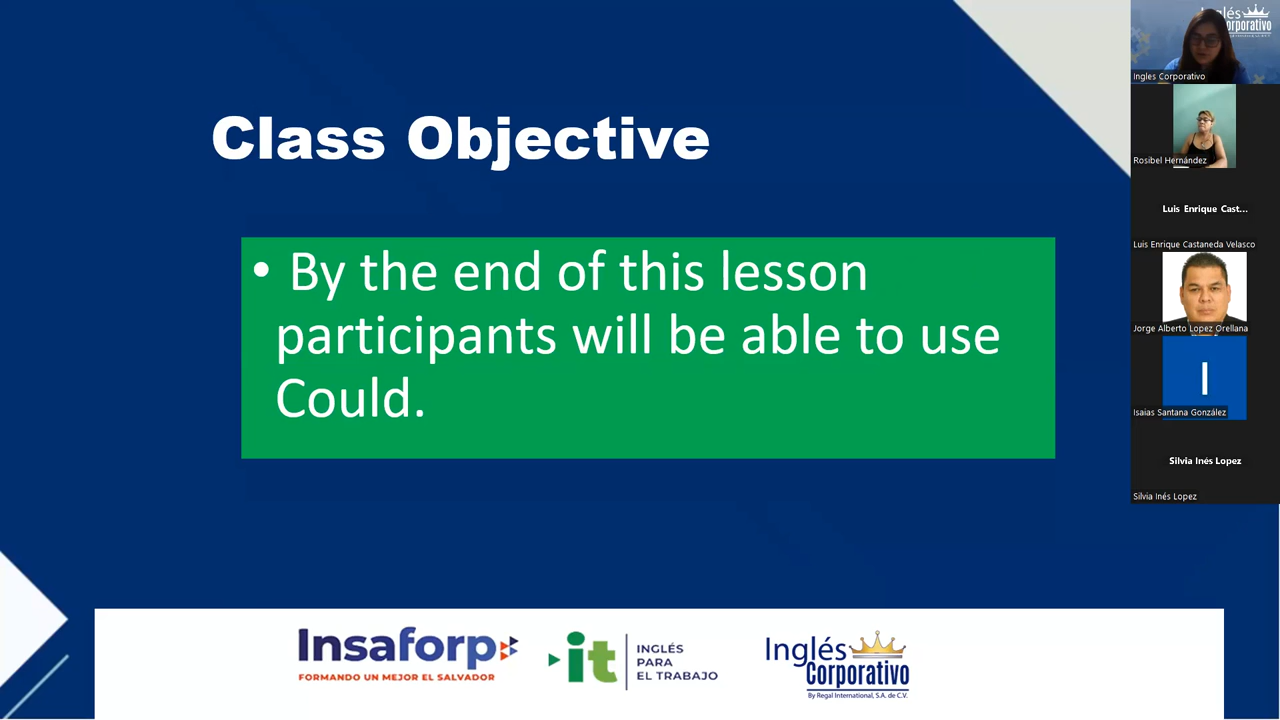 Class Objective
• By the end of this lesson
participants will be able to use
Could.
Insaforp
FORMANDO UN MEJOR EL SALVADOR
it
INGLÉS
PARA
EL TRABAJO
Inglés
Corporativo
By Regal International, S.A. de C.V.
Ingles Corporativo
Rosibel Hernández
Luis Enrique Cast...
Luis Enrique Castaneda Velasco
Jorge Alberto Lopez Orellana
I
Isaias Santana González
Silvia Inés Lopez
Silvia Inés Lopez